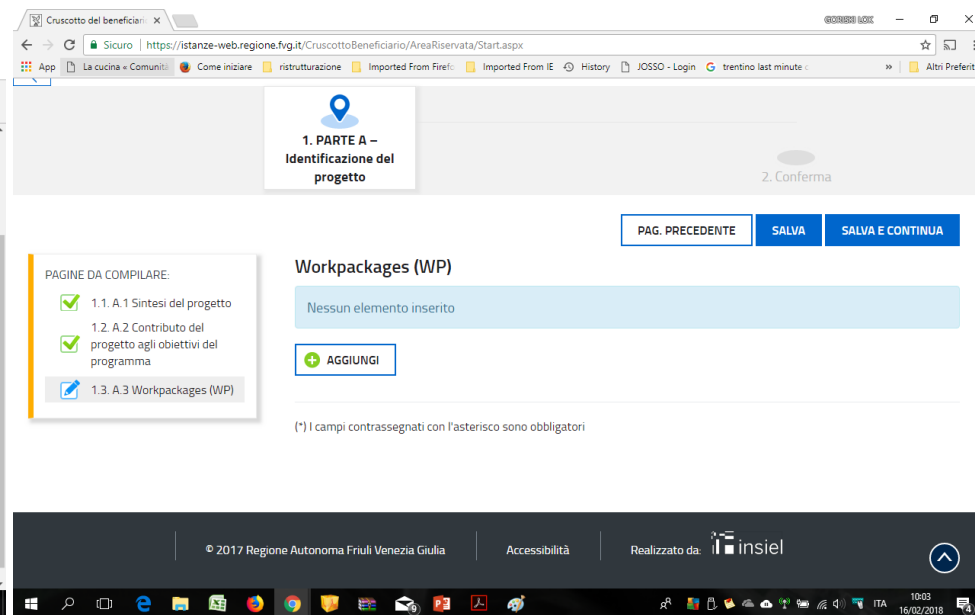 Cruscotto del beneficiari
GORISKI LOK
Sicuro | https://istanze-web.regione.fvg.it/CruscottoBeneficiario/AreaRiservata/Start.aspx
App La cucina « Comunità Come iniziare ristrutturazione Imported From Firefo Imported From IE History JOSSO - Login trentino last minute » Altri Preferit
1. PARTE A –
Identificazione del
progetto
2. Conferma
PAG. PRECEDENTE SALVA SALVA E CONTINUA
PAGINE DA COMPILARE:
1.1. A.1 Sintesi del progetto
1.2. A.2 Contributo del
progetto agli obiettivi del
programma
1.3. A.3 Workpackages (WP)
Workpackages (WP)
Nessun elemento inserito
AGGIUNGI
(*) I campi contrassegnati con l'asterisco sono obbligatori
© 2017 Regione Autonoma Friuli Venezia Giulia Accessibilità Realizzato da: insiel
ITA 10:03
16/02/2018